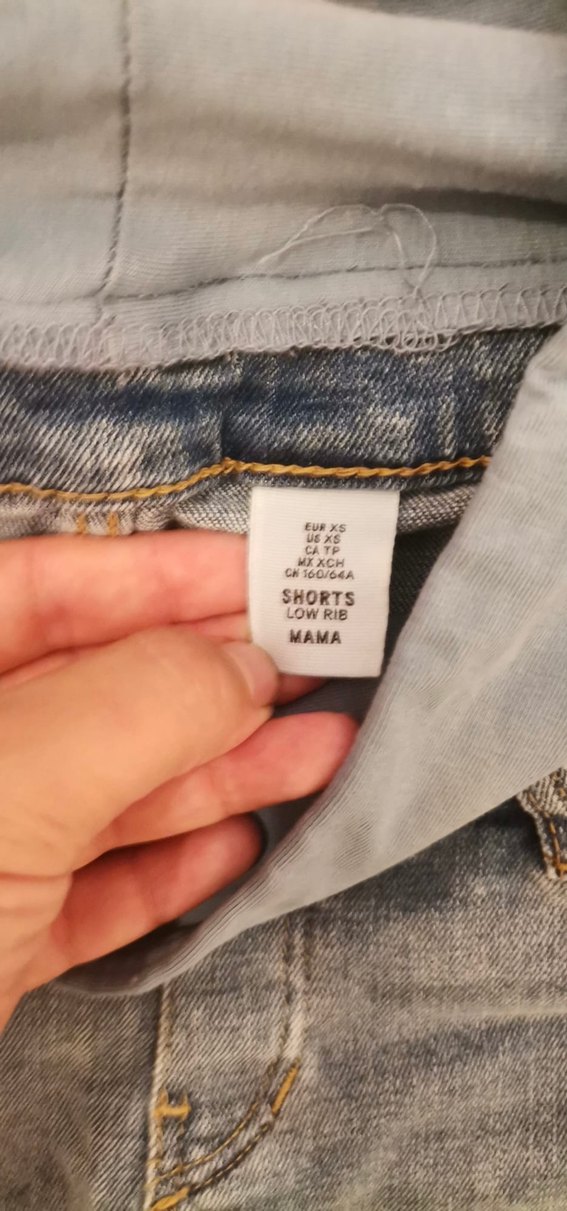 EUR XS
US XS
CA TP
MX XCH
CN 160/64A
SHORTS
LOW RIB
MAMA